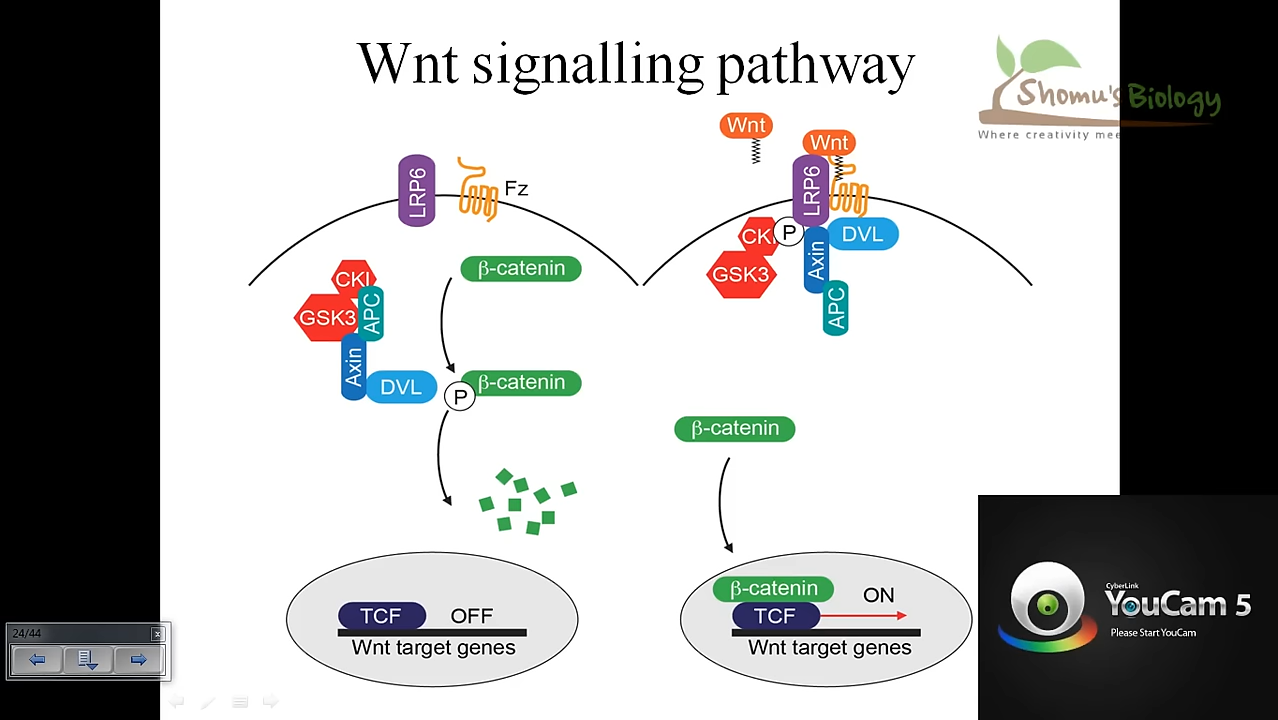 Wnt signalling pathway
Shomu's Biology
Where creativity mee
LRP6
Fz
CKI
GSK3
APC
Axin
DVL
β-catenin
P
β-catenin
TCF
OFF
Wnt target genes
Wnt
Wnt
LRP6
CKI
P
GSK3
Axin
DVL
APC
β-catenin
β-catenin
TCF
ON
Wnt target genes
24/44
CyberLink
YouCam 5
Please Start YouCam